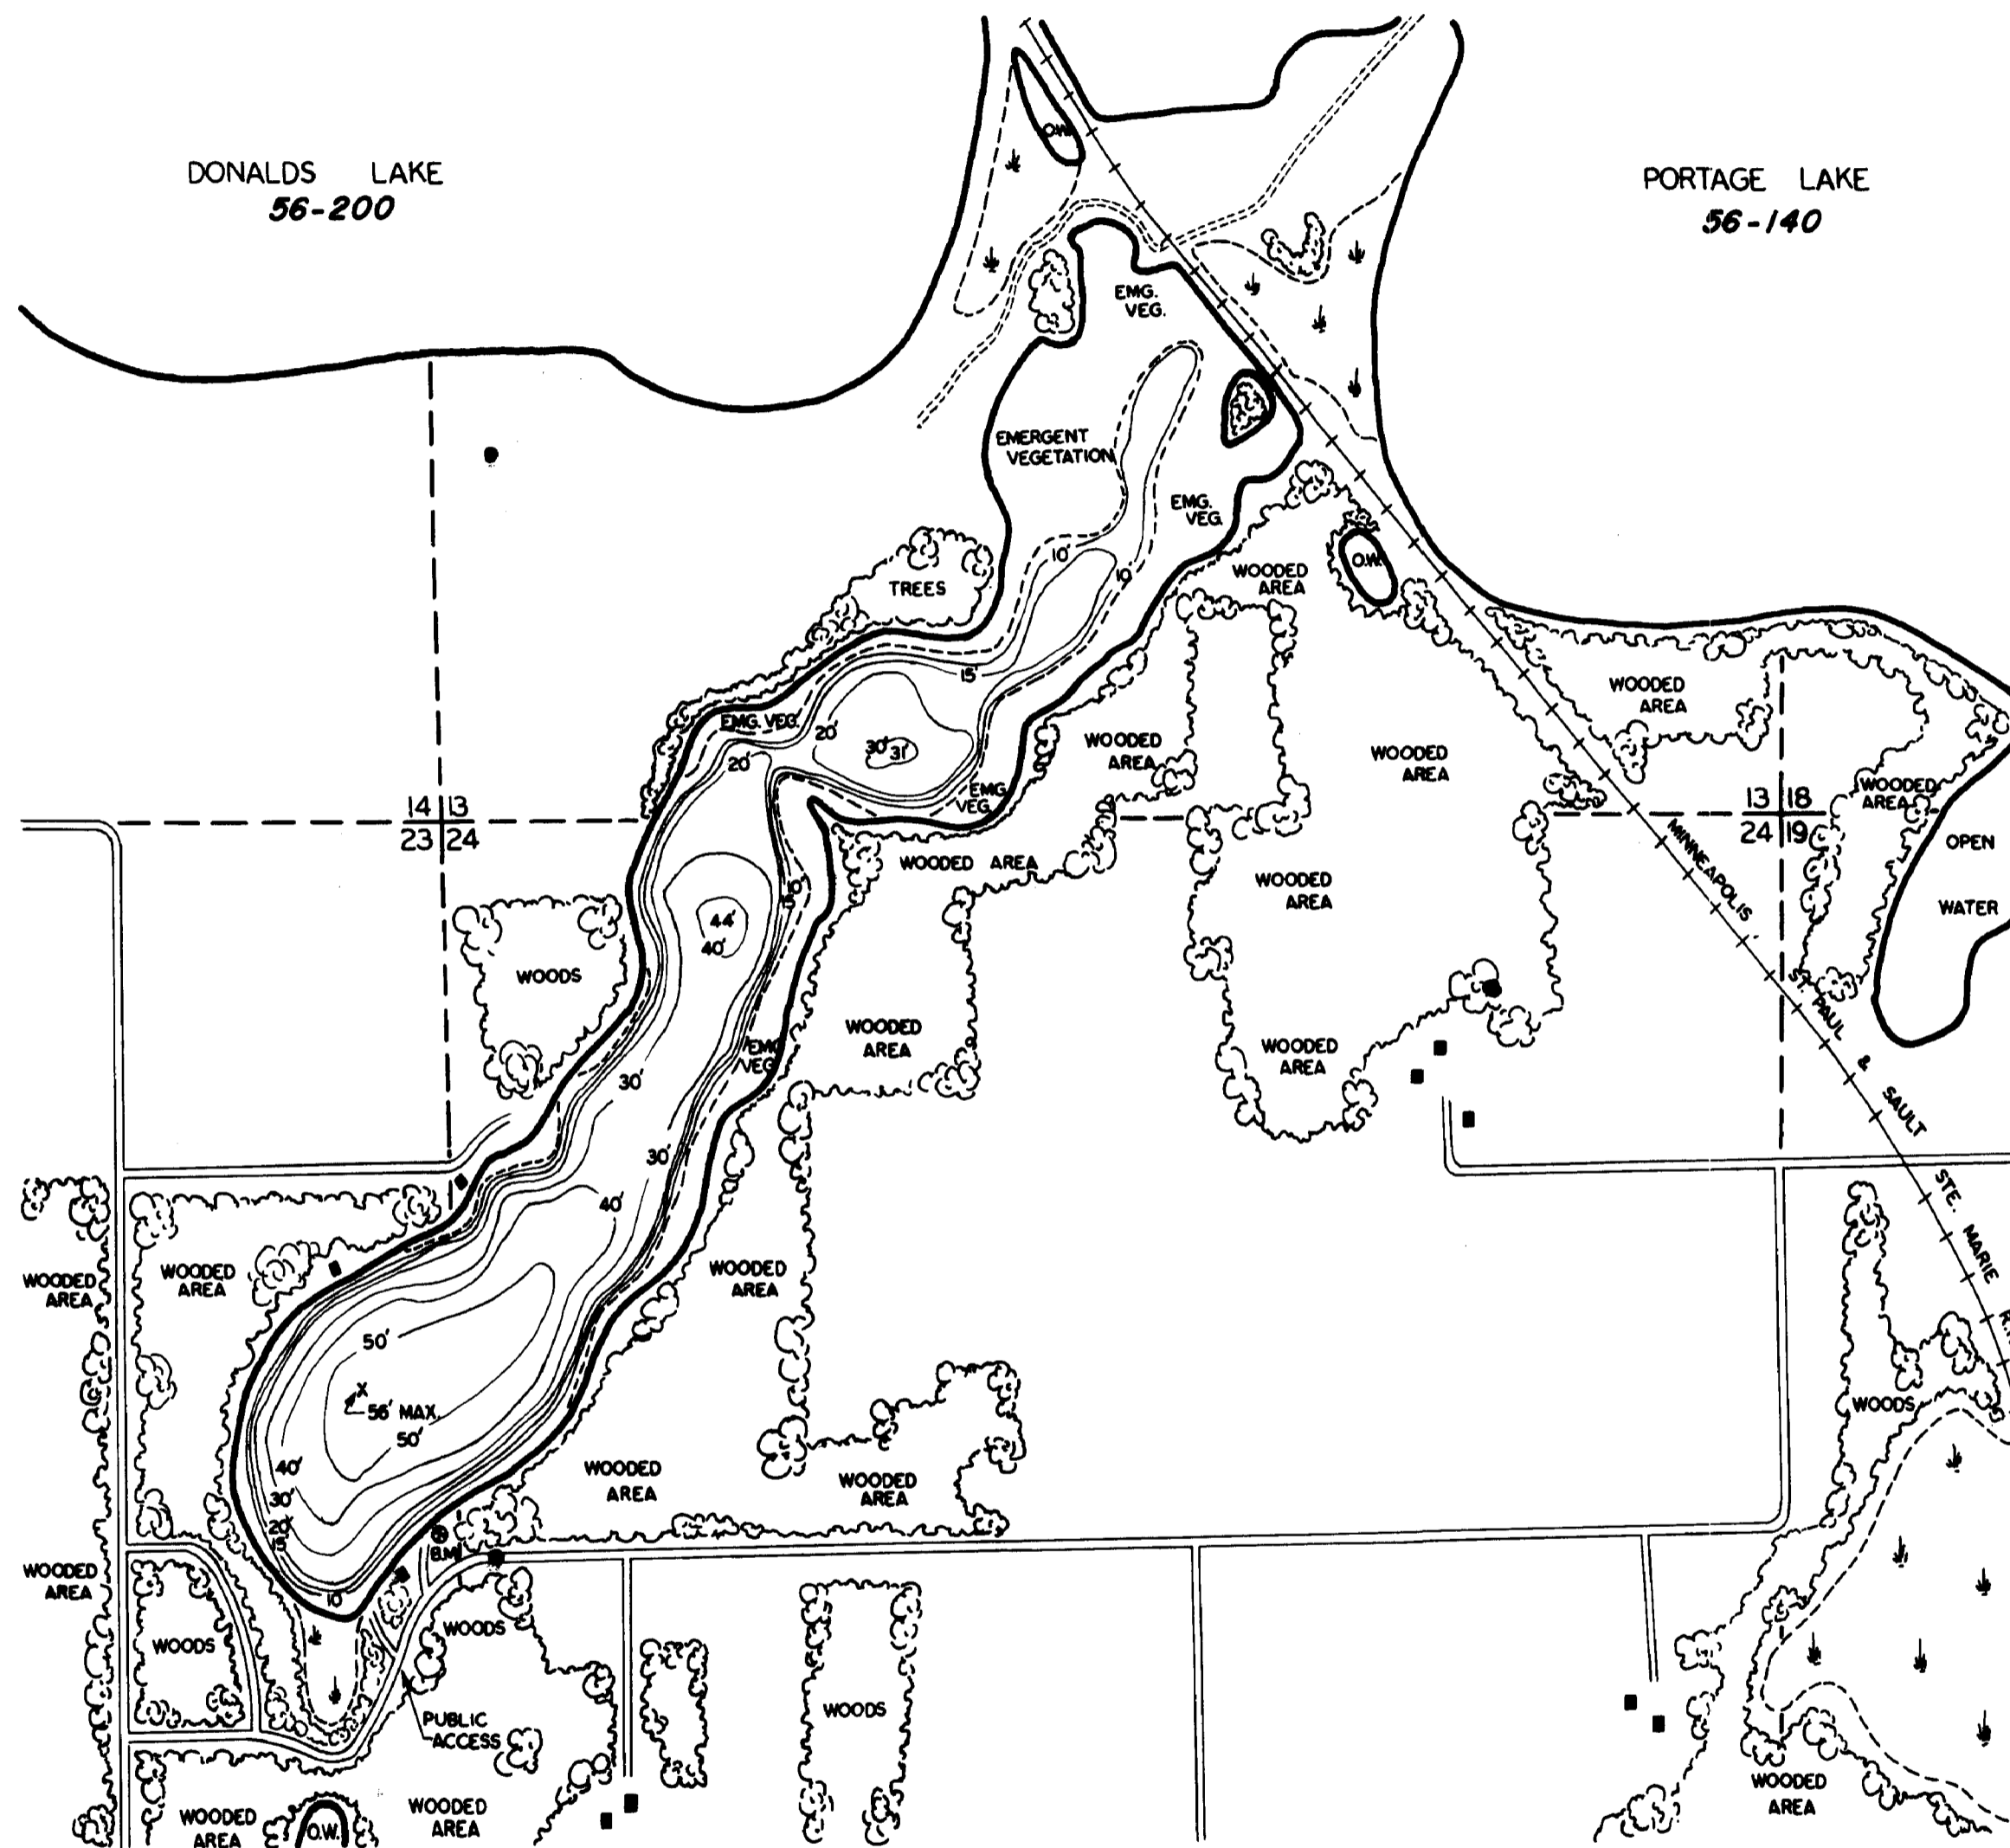 DONALDS LAKE
56-200
PORTAGE LAKE
56-140
O.W.
EMG.
VEG.
EMERGENT
VEGETATION
EMG.
VEG.
10'
10'
O.W.
WOODED
AREA
TREES
15'
WOODED
AREA
EMG. VEG.
20'
20'
30' 31'
WOODED
AREA
WOODED
AREA
EMG.
VEG.
14 13
23 24
13 18
24 19
WOODED
AREA
OPEN
WATER
MINNEAPOLIS
ST. PAUL & SAULT STE. MARIE
WOODED AREA
WOODED
AREA
10'
15'
44'
40'
WOODS
WOODED
AREA
EMG
VEG
WOODED
AREA
30'
30'
40'
WOODED
AREA
WOODED
AREA
WOODED
AREA
50'
56' MAX.
50'
WOODS
40'
30'
20'
15'
10'
WOODED
AREA
WOODED
AREA
B.M.
WOODED
AREA
WOODS
WOODS
WOODS
PUBLIC
ACCESS
WOODED
AREA
WOODED
AREA
O.W.
WOODED
AREA